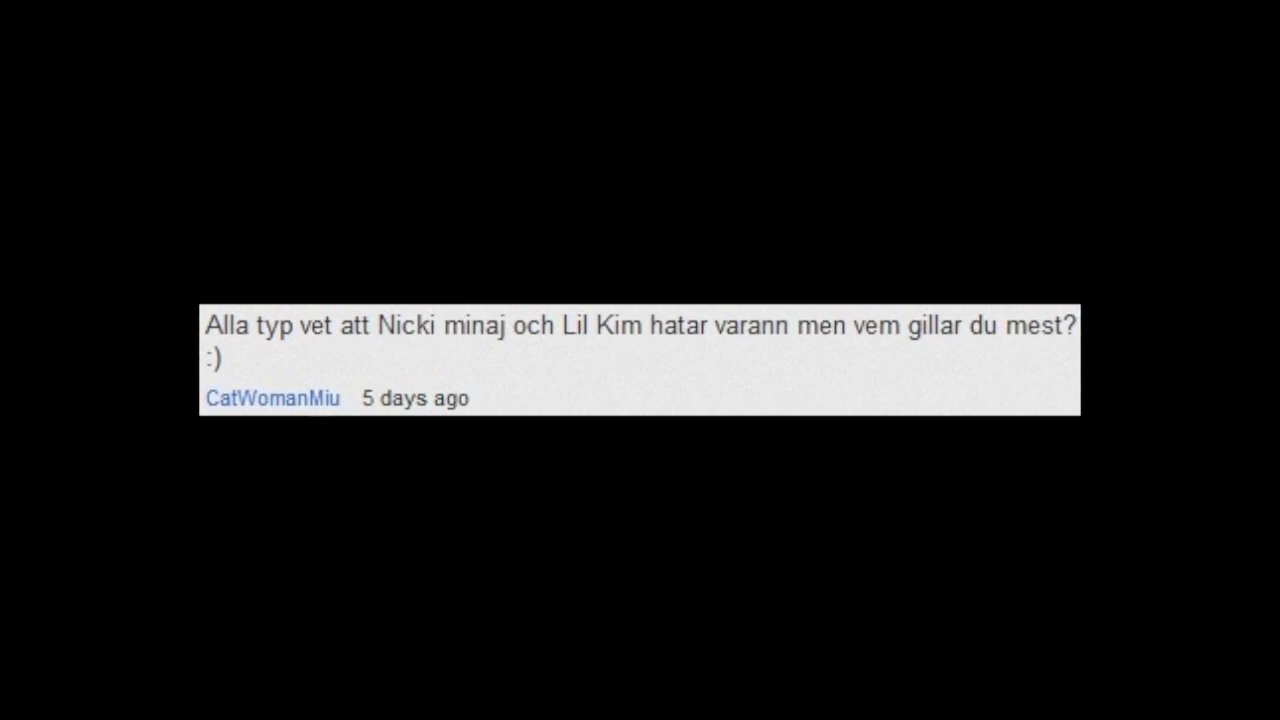 Alla typ vet att Nicki minaj och Lil Kim hatar varann men vem gillar du mest?
:)
CatWomanMiu 5 days ago